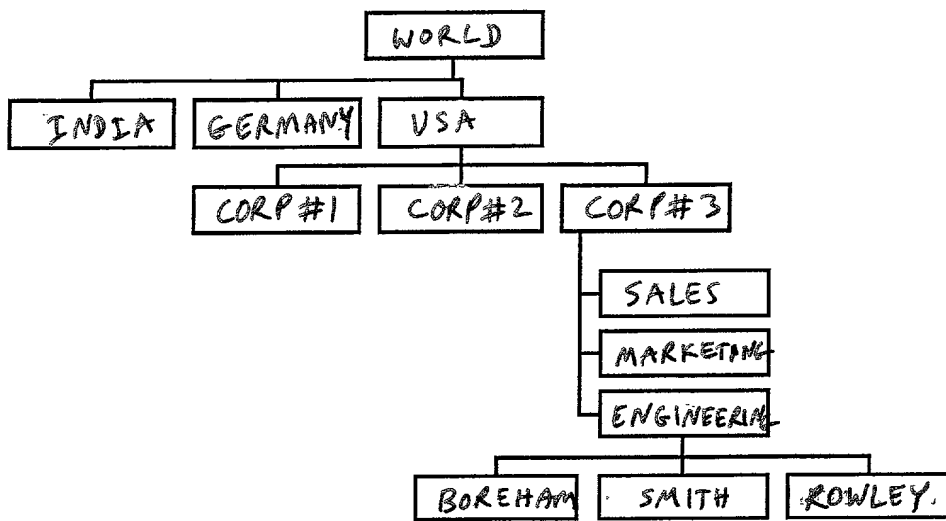 WORLD
INDIA GERMANY USA
CORP #1 CORP #2 CORP #3
SALES
MARKETING
ENGINEERING
BOREHAM SMITH ROWLEY.